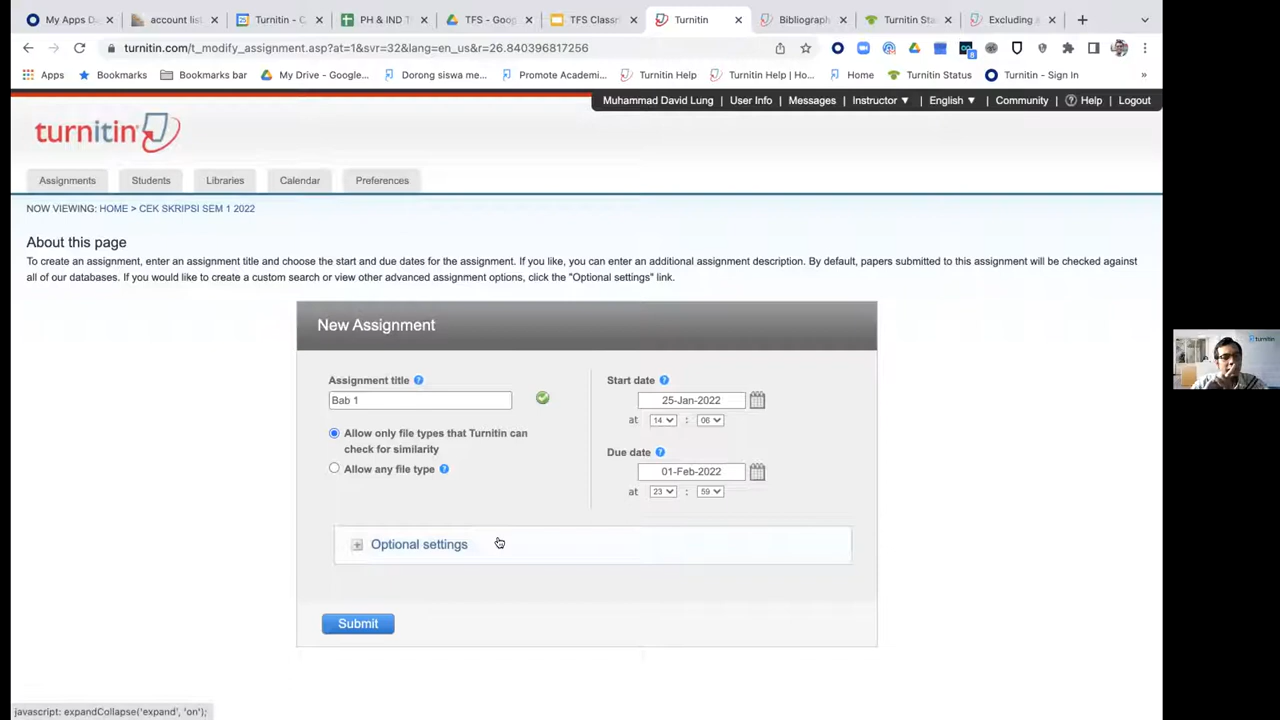 My Apps D
account list
Turnitin - C
PH & IND T
TFS - Goo
TFS Class
Turnitin
Bibliograph
Turnitin Sta
Excluding a
turnitin.com/t_modify_assignment.asp?at=1&svr=32&lang=en_us&r=26.840396817256
8
Apps
Bookmarks
Bookmarks bar
My Drive - Google...
Dorong siswa me...
Promote Academi...
Turnitin Help
Turnitin Help | Ho...
Home
Turnitin Status
Turnitin - Sign In
»
Muhammad David Lung | User Info | Messages | Instructor ▼ | English ▼ | Community | ? Help | Logout
turnitin
Assignments
Students
Libraries
Calendar
Preferences
NOW VIEWING: HOME > CEK SKRIPSI SEM 1 2022
About this page
To create an assignment, enter an assignment title and choose the start and due dates for the assignment. If you like, you can enter an additional assignment description. By default, papers submitted to this assignment will be checked against
all of our databases. If you would like to create a custom search or view other advanced assignment options, click the "Optional settings" link.
New Assignment
Assignment title ?
Bab 1
Allow only file types that Turnitin can
check for similarity
Allow any file type ?
Start date ?
25-Jan-2022
at 14 : 06
Due date ?
01-Feb-2022
at 23 : 59
Optional settings
Submit
javascript: expandCollapse('expand', 'on');
turnitin